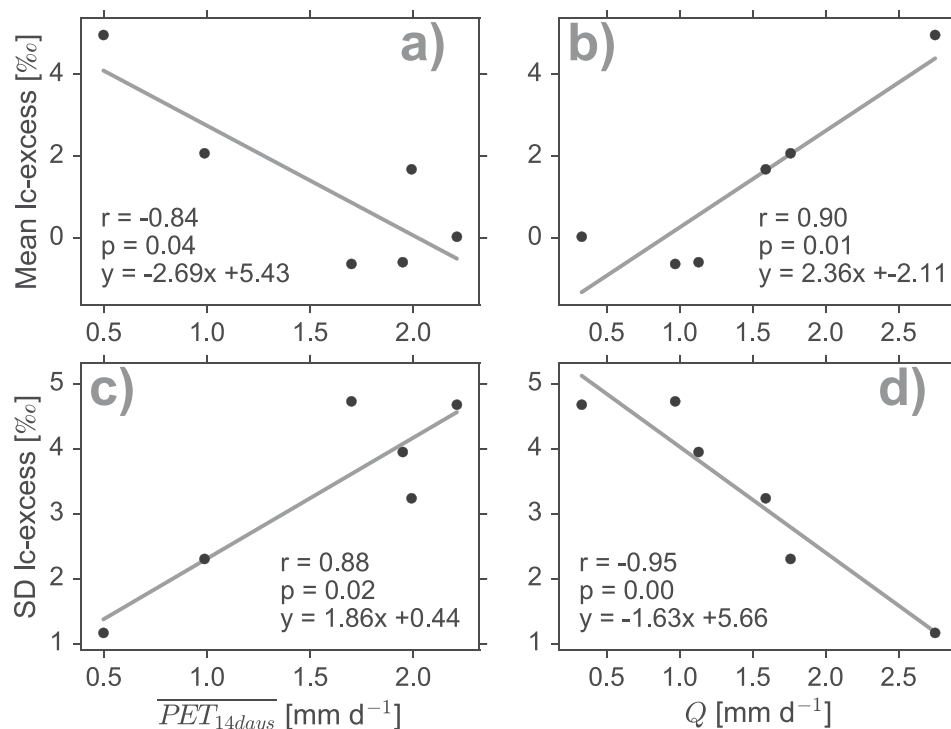 a)
b)
Mean lc-excess [‰]
4
2
0
r = -0.84
p = 0.04
y = -2.69x +5.43
0.5 1.0 1.5 2.0
4
2
0
r = 0.90
p = 0.01
y = 2.36x +-2.11
0.5 1.0 1.5 2.0 2.5
c)
d)
SD lc-excess [‰]
5
4
3
2
1
r = 0.88
p = 0.02
y = 1.86x +0.44
0.5 1.0 1.5 2.0
PET14days [mm d⁻¹]
5
4
3
2
1
r = -0.95
p = 0.00
y = -1.63x +5.66
0.5 1.0 1.5 2.0 2.5
Q [mm d⁻¹]